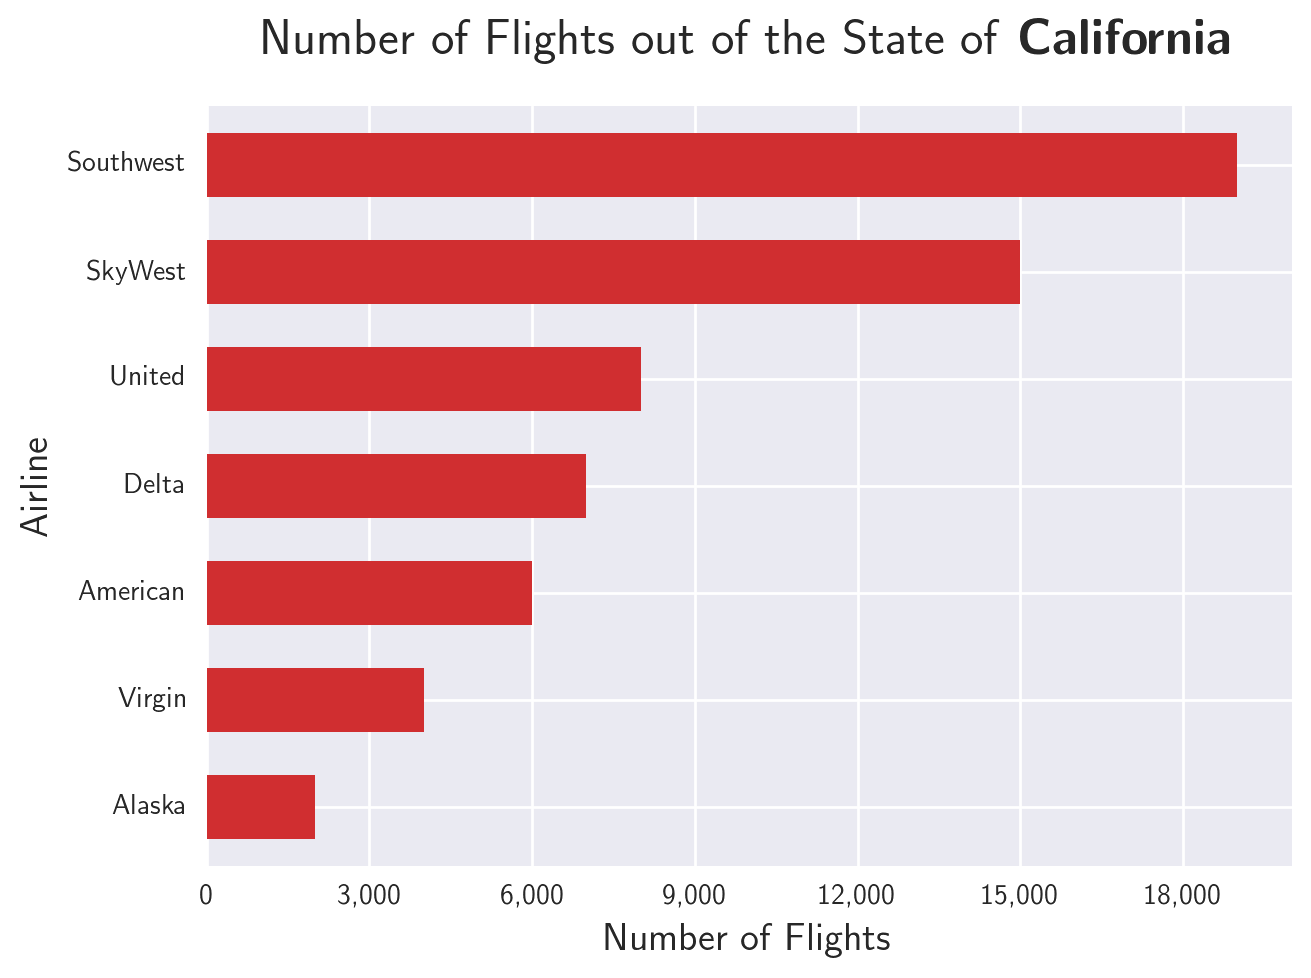 Number of Flights out of the State of California
Southwest
SkyWest
United
Delta
American
Virgin
Alaska
Airline
0 3,000 6,000 9,000 12,000 15,000 18,000
Number of Flights